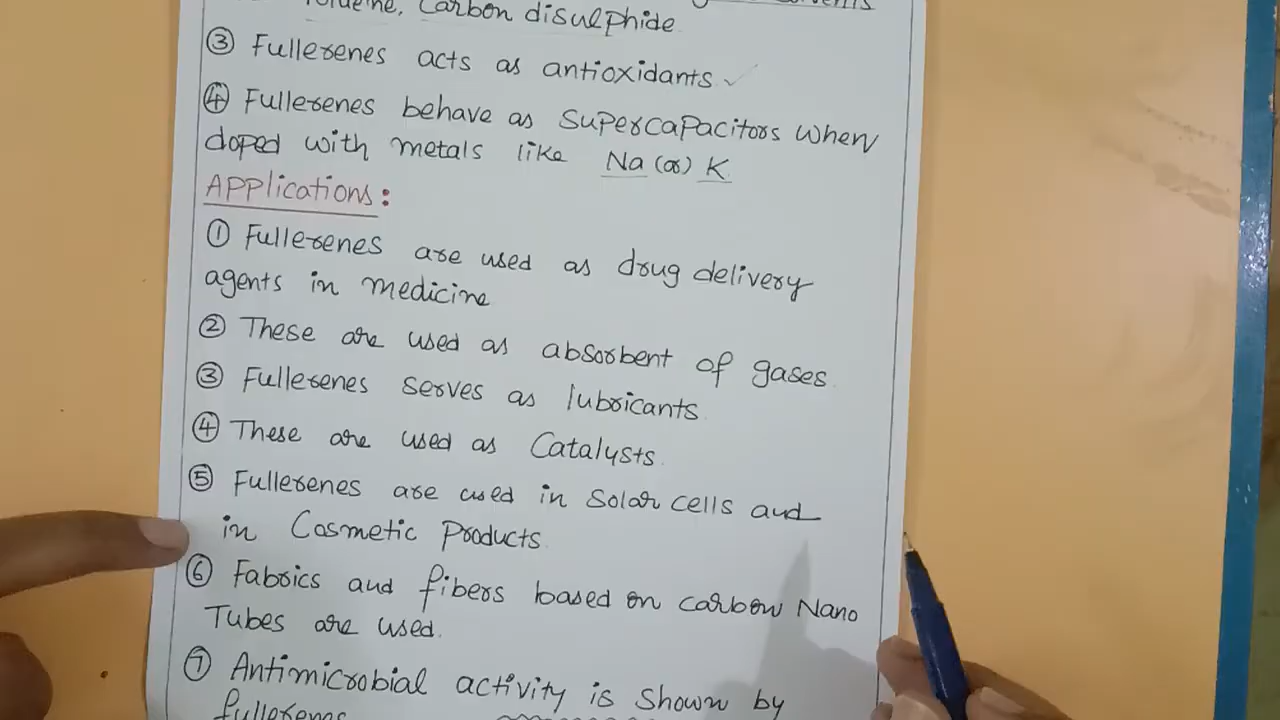 Toluene, Carbon disulphide
③ Fullerenes acts as antioxidants
④ Fullerenes behave as supercapacitors when
doped with metals like Na (or) K.
Applications:
① Fullerenes are used as drug delivery
agents in medicine
② These are used as absorbent of gases.
③ Fullerenes serves as lubricants.
④ These are used as Catalysts.
⑤ Fullerenes are used in Solar cells and
in Cosmetic Products.
⑥ Fabrics and fibers based on carbon Nano
Tubes are used.
⑦ Antimicrobial activity is shown by
fullerenes